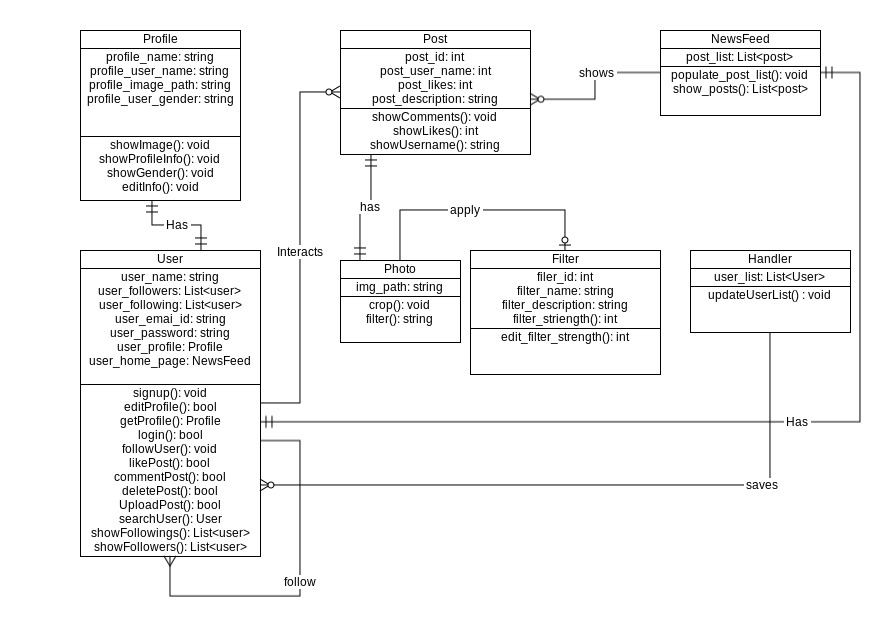 Profile
profile_name: string
profile_user_name: string
profile_image_path: string
profile_user_gender: string
showImage(): void
showProfileInfo(): void
showGender(): void
editInfo(): void
Post
post_id: int
post_user_name: int
post_likes: int
post_description: string
showComments(): void
showLikes(): int
showUsername(): string
shows
NewsFeed
post_list: List<post>
populate_post_list(): void
show_posts(): List<post>
Has
has
apply
Interacts
User
user_name: string
user_followers: List<user>
user_following: List<user>
user_emai_id: string
user_password: string
user_profile: Profile
user_home_page: NewsFeed
signup(): void
editProfile(): bool
getProfile(): Profile
login(): bool
followUser(): void
likePost(): bool
commentPost(): bool
deletePost(): bool
UploadPost(): bool
searchUser(): User
showFollowings(): List<user>
showFollowers(): List<user>
Photo
img_path: string
crop(): void
filter(): string
Filter
filer_id: int
filter_name: string
filter_description: string
filter_striength(): int
edit_filter_strength(): int
Handler
user_list: List<User>
updateUserList() : void
Has
saves
follow